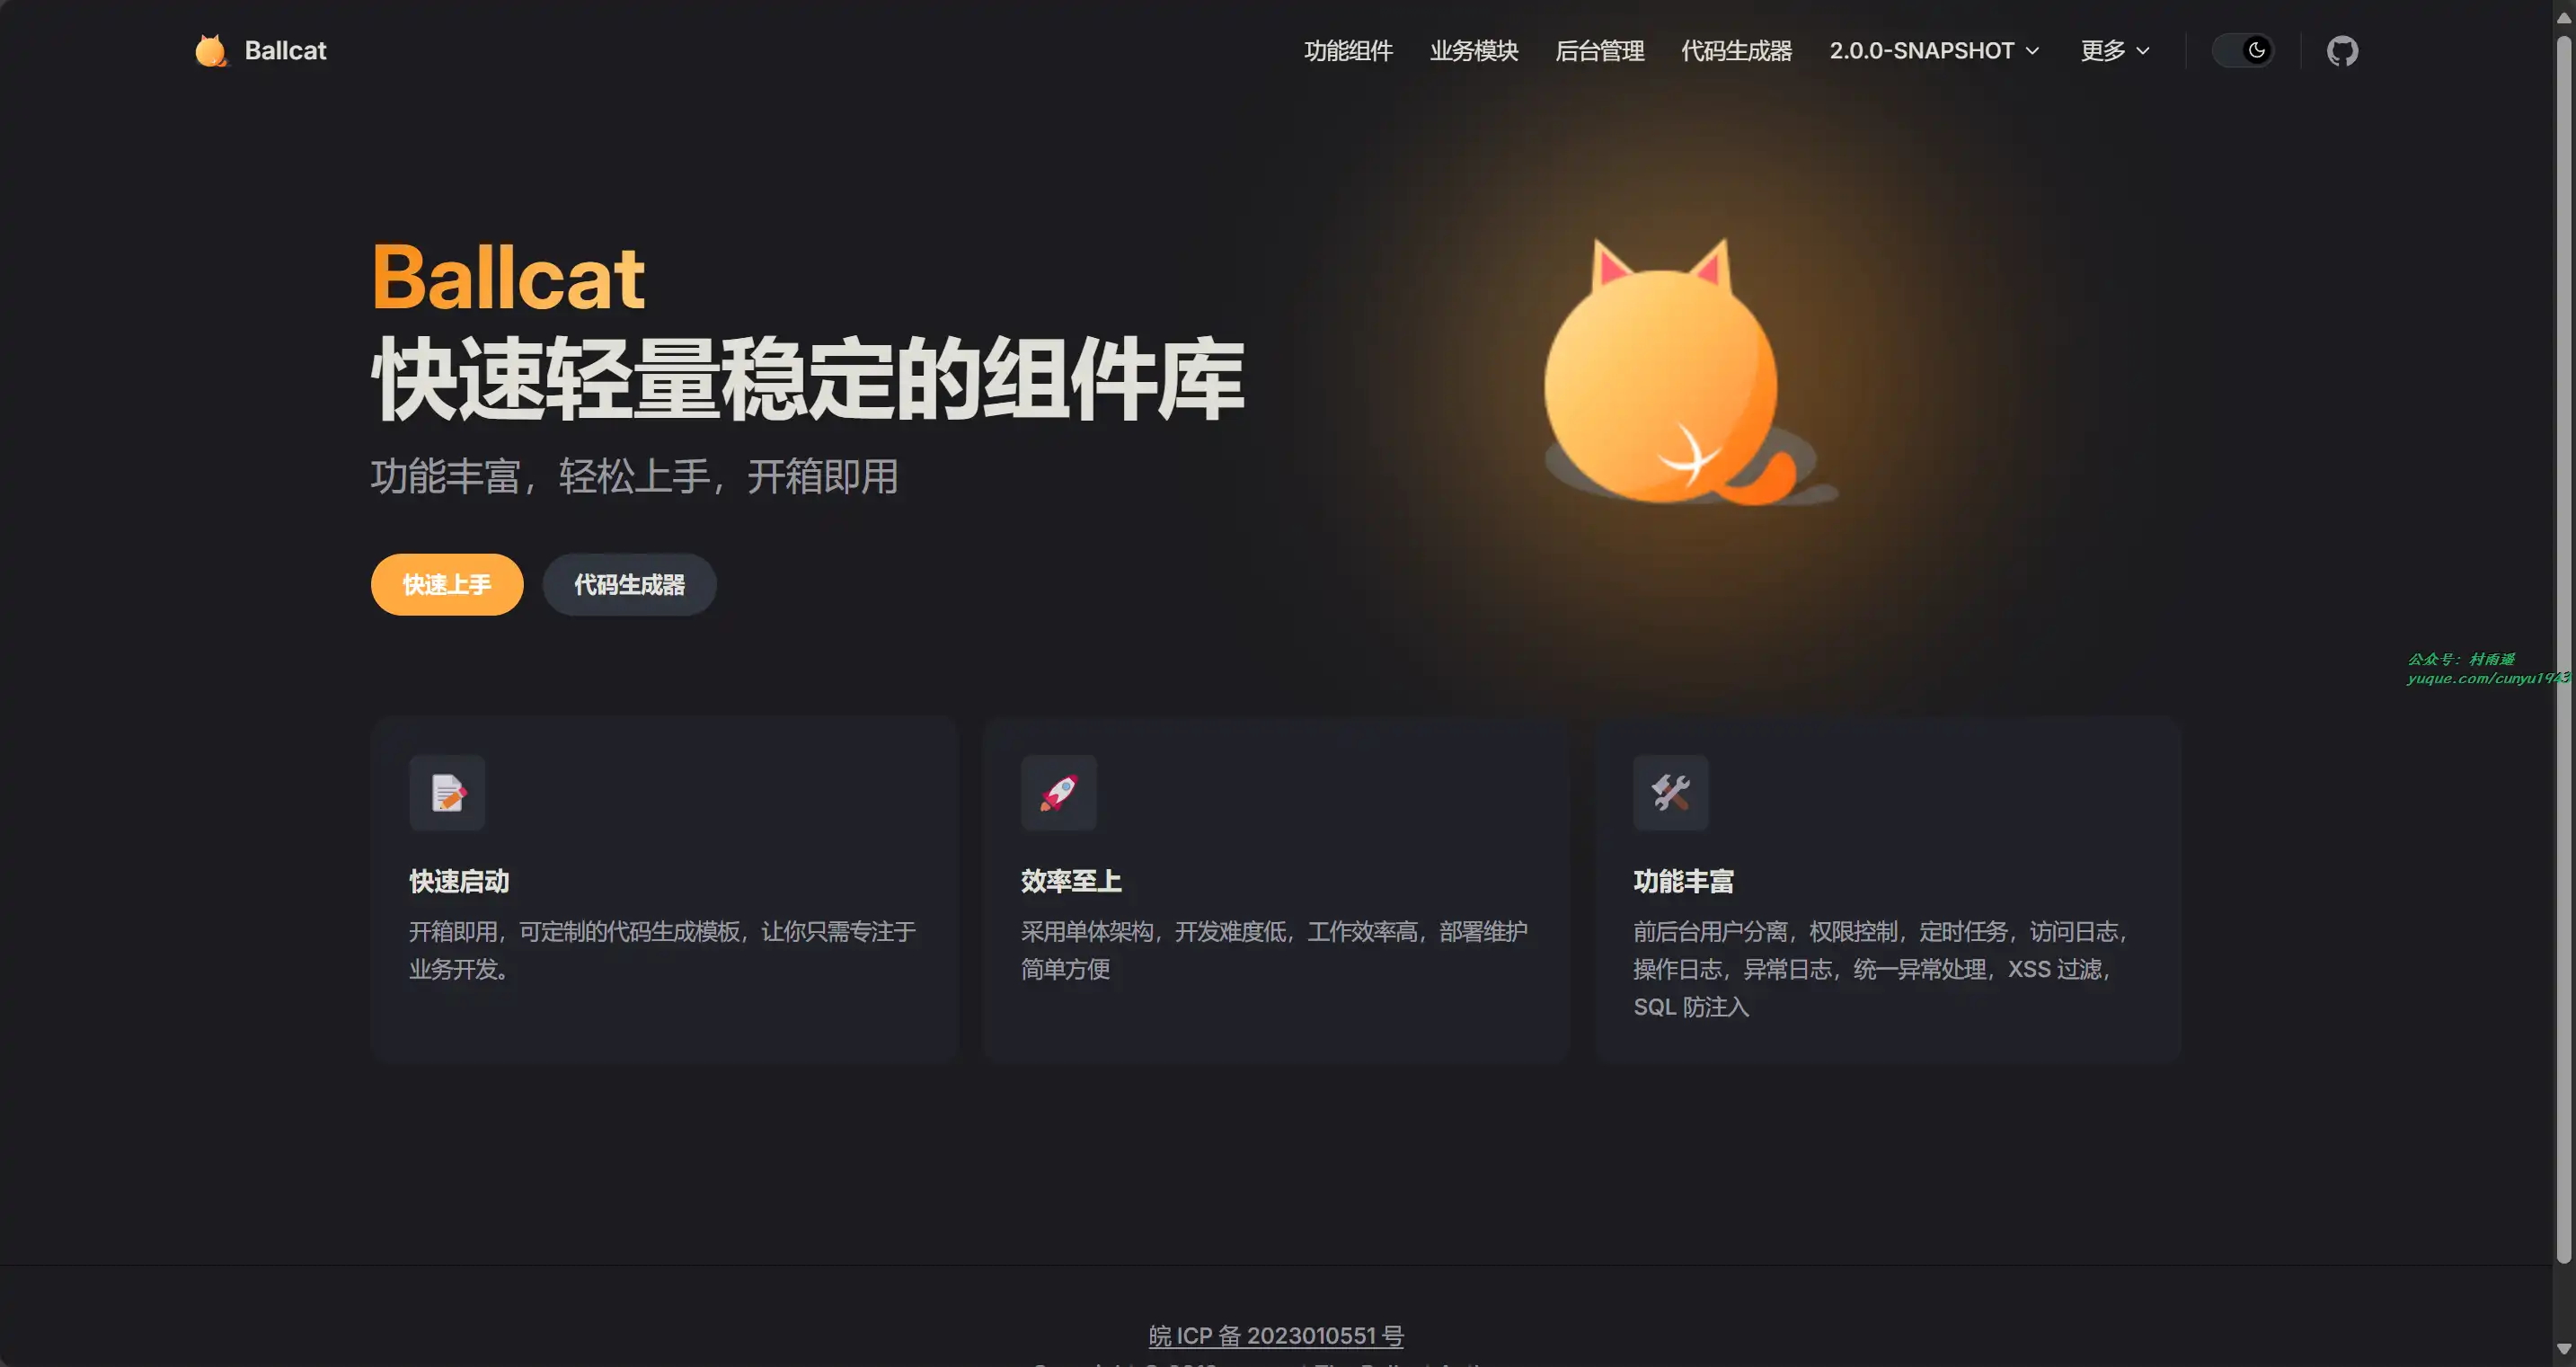 Ballcat
功能组件 业务模块 后台管理 代码生成器 2.0.0-SNAPSHOT 更多
Ballcat
快速轻量稳定的组件库
功能丰富，轻松上手，开箱即用
快速上手 代码生成器
公众号：村雨遥
yuque.com/cunyu1943
快速启动
开箱即用，可定制的代码生成模板，让你只需专注于
业务开发。
效率至上
采用单体架构，开发难度低，工作效率高，部署维护
简单方便
功能丰富
前后台用户分离，权限控制，定时任务，访问日志，
操作日志，异常日志，统一异常处理，XSS 过滤，
SQL 防注入
皖 ICP 备 2023010551 号